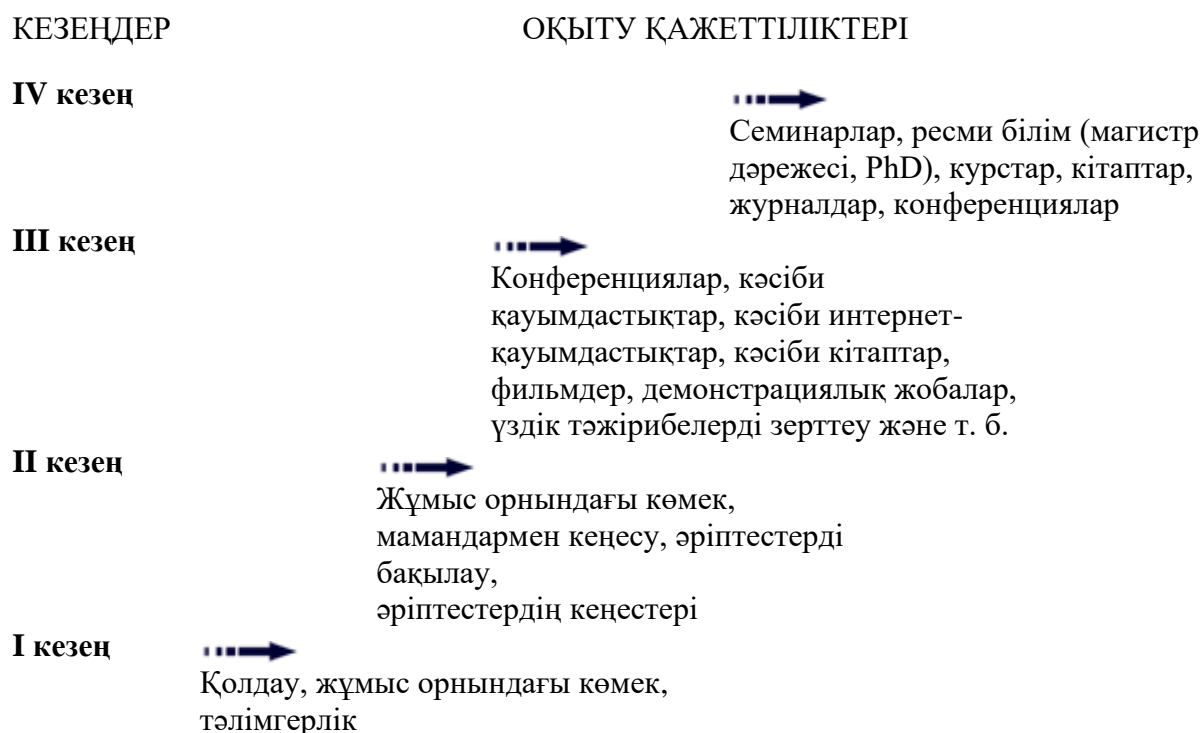 КЕЗЕҢДЕР ОҚЫТУ ҚАЖЕТТІЛІКТЕРІ
IV кезең
Семинарлар, ресми білім (магистр
дәрежесі, PhD), курстар, кітаптар,
журналдар, конференциялар
III кезең
Конференциялар, кәсіби
қауымдастықтар, кәсіби интернет-
қауымдастықтар, кәсіби кітаптар,
фильмдер, демонстрациялық жобалар,
үздік тәжірибелерді зерттеу және т. б.
II кезең
Жұмыс орнындағы көмек,
мамандармен кеңесу, әріптестерді
бақылау,
әріптестердің кеңестері
I кезең
Қолдау, жұмыс орнындағы көмек,
тәлімгерлік